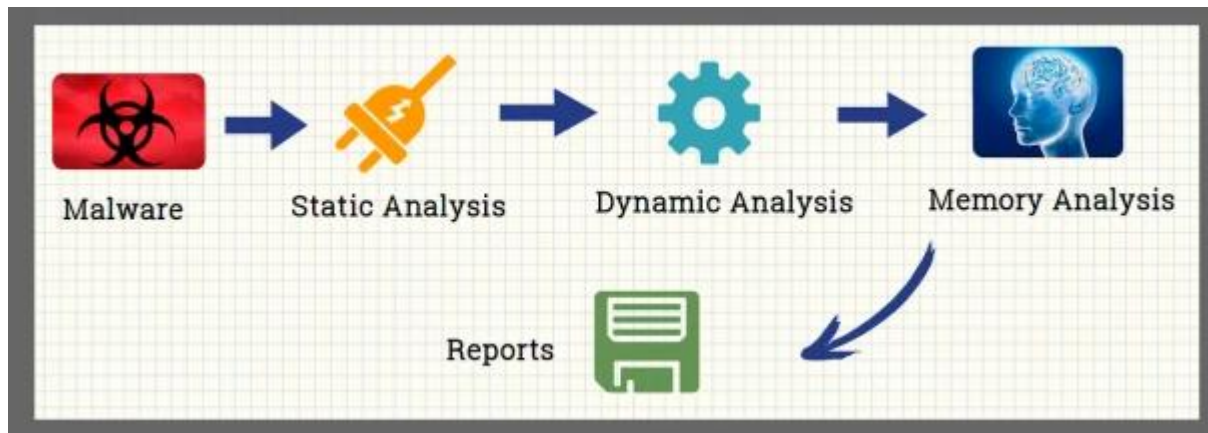 Malware
Static Analysis
Dynamic Analysis
Memory Analysis
Reports